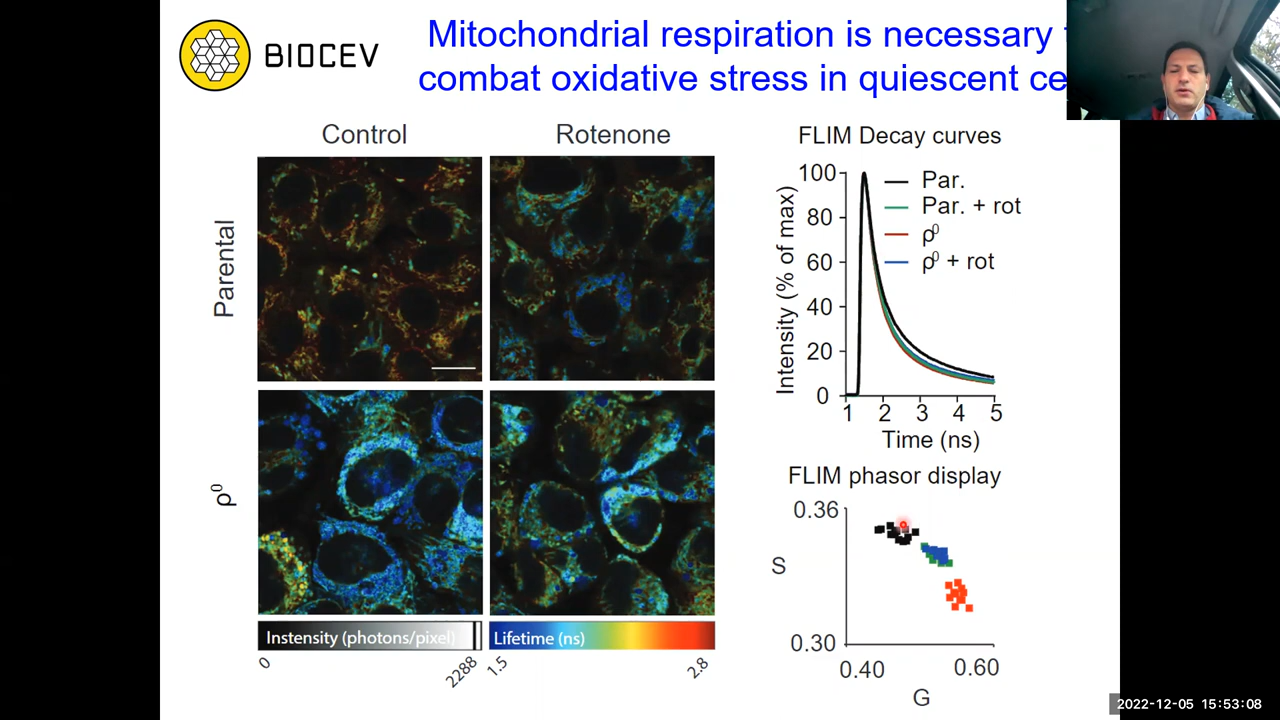 BIOCEV
Mitochondrial respiration is necessary
combat oxidative stress in quiescent ce
Control
Rotenone
Parental
ρ⁰
Instensity (photons/pixel)
0
2288
Lifetime (ns)
1.5
2.8
FLIM Decay curves
Intensity (% of max)
100
80
60
40
20
0
Par.
Par. + rot
ρ⁰
ρ⁰ + rot
1 2 3 4 5
Time (ns)
FLIM phasor display
0.36
S
0.30
0.40 0.60
G
2022-12-05 15:53:08